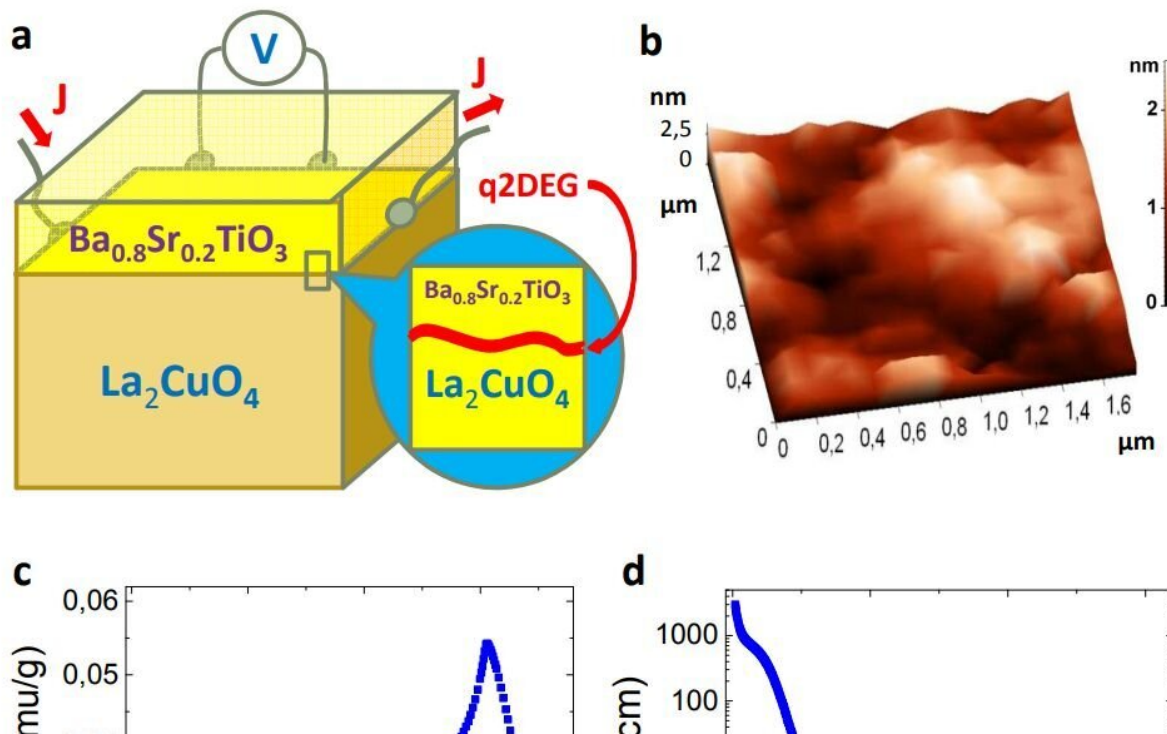 a
V
J
J
q2DEG
Ba₀.₈Sr₀.₂TiO₃
Ba₀.₈Sr₀.₂TiO₃
La₂CuO₄
La₂CuO₄
b
nm
2,5
0
nm
2
1
0
µm
1,2
0,8
0,4
0
0 0,2 0,4 0,6 0,8 1,0 1,2 1,4 1,6
µm
c
0,06
0,05
mu/g)
d
1000
100
cm)